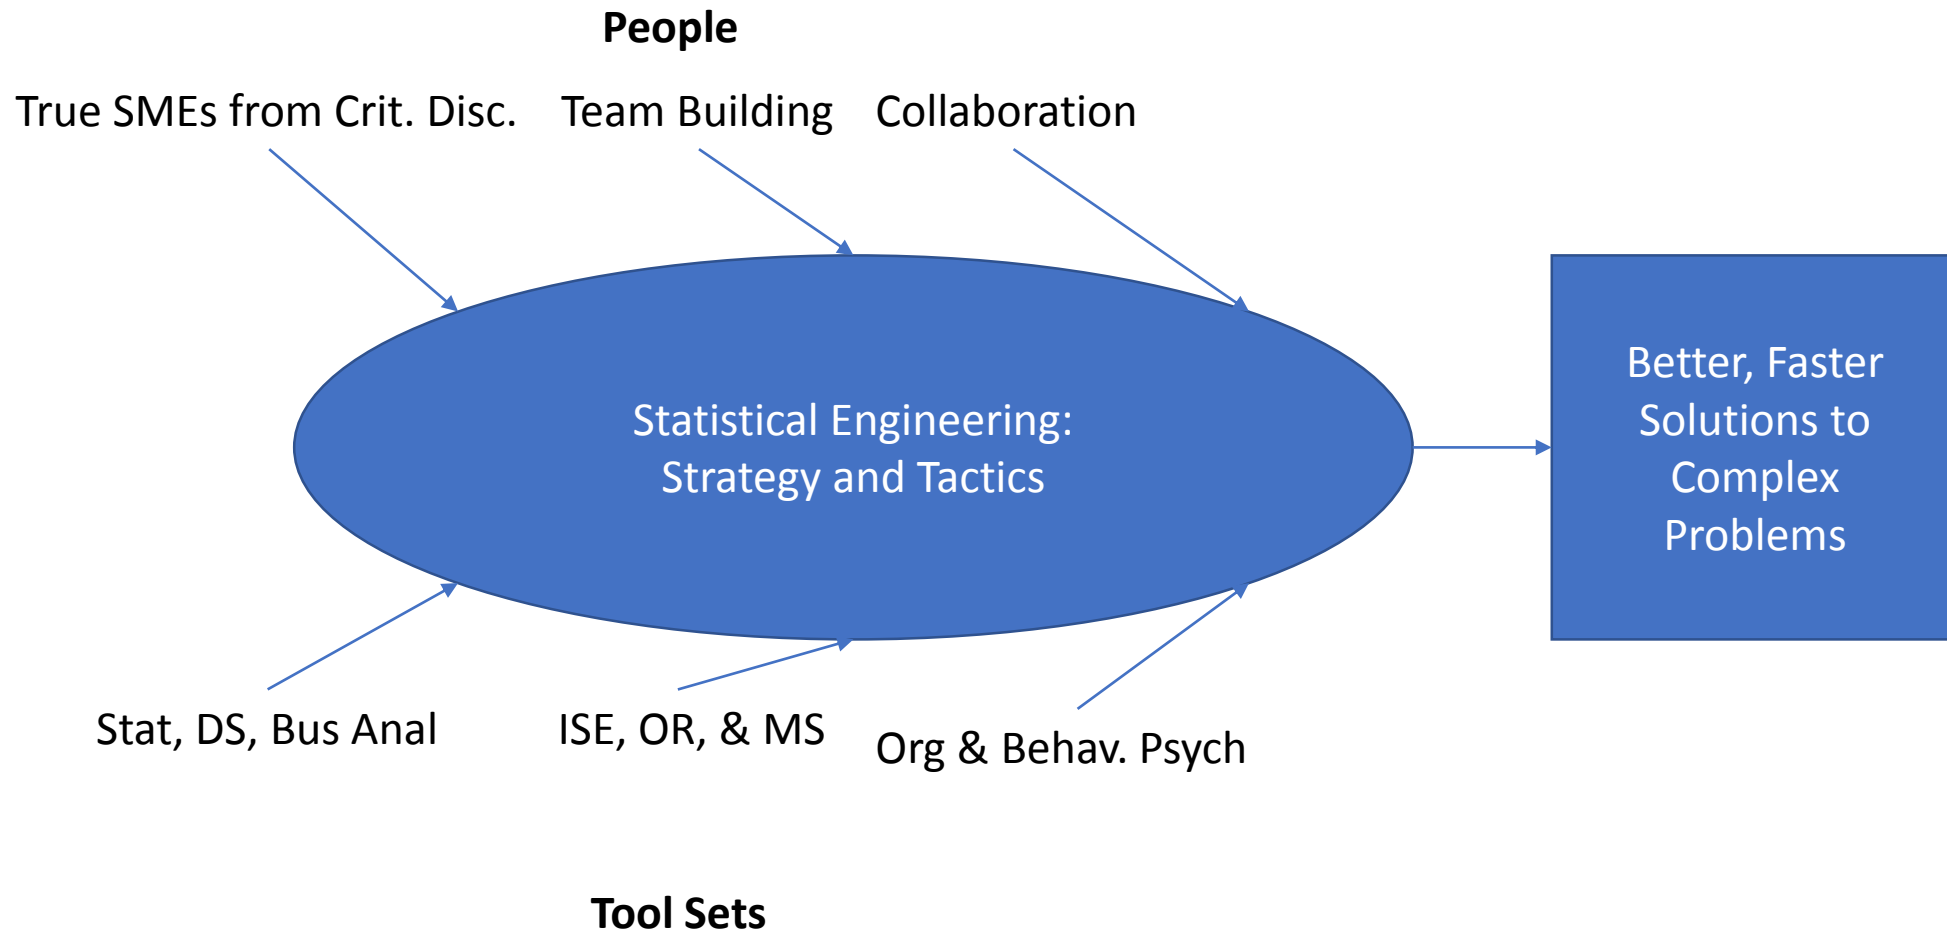 People
True SMEs from Crit. Disc.
Team Building
Collaboration
Statistical Engineering:
Strategy and Tactics
Better, Faster
Solutions to
Complex
Problems
Stat, DS, Bus Anal
ISE, OR, & MS
Org & Behav. Psych
Tool Sets